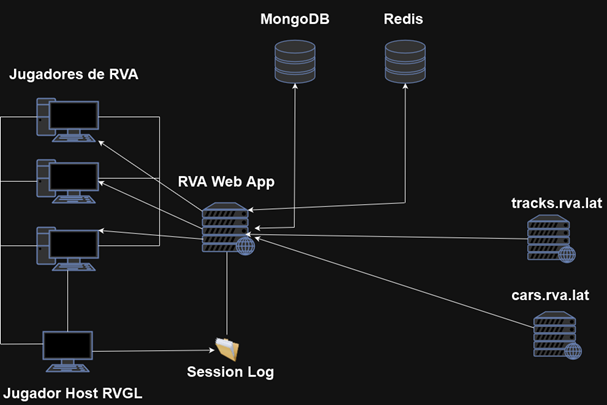 MongoDB
Redis
Jugadores de RVA
RVA Web App
tracks.rva.lat
cars.rva.lat
Session Log
Jugador Host RVGL